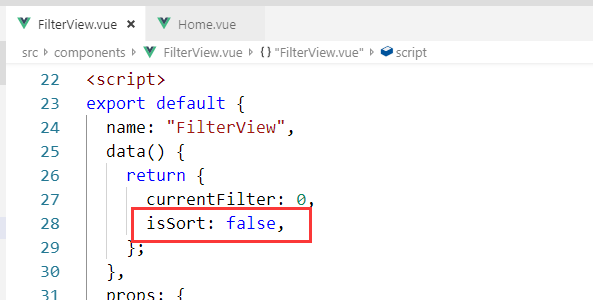 FilterView.vue × Home.vue
src > components > FilterView.vue > {} "FilterView.vue" > script
22 <script>
23 export default {
24 name: "FilterView",
25 data() {
26 return {
27 currentFilter: 0,
28 isSort: false,
29 };
30 },
31 props: {